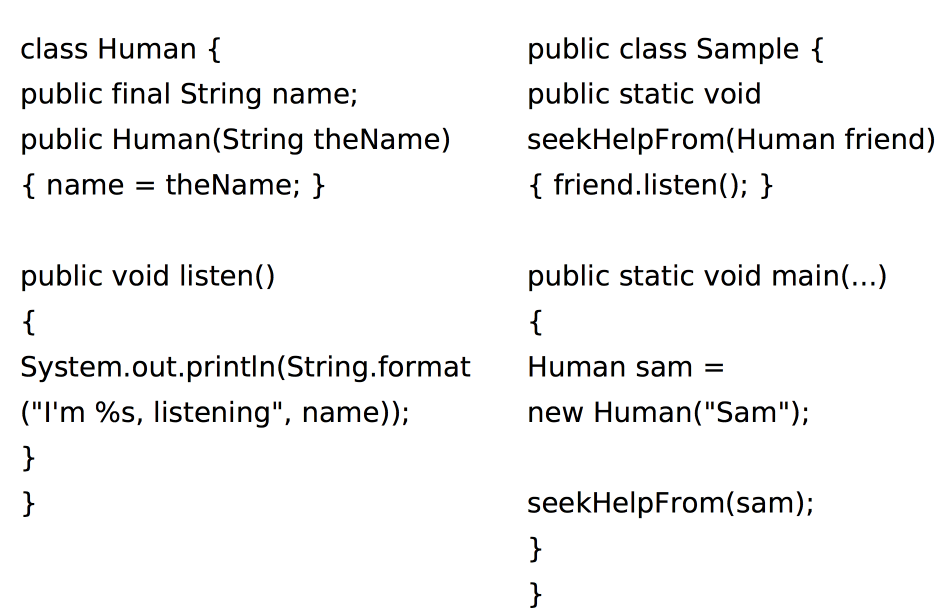 class Human {
public final String name;
public Human(String theName)
{ name = theName; }
public void listen()
{
System.out.println(String.format
("I'm %s, listening", name));
}
}
public class Sample {
public static void
seekHelpFrom(Human friend)
{ friend.listen(); }
public static void main(...)
{
Human sam =
new Human("Sam");
seekHelpFrom(sam);
}
}